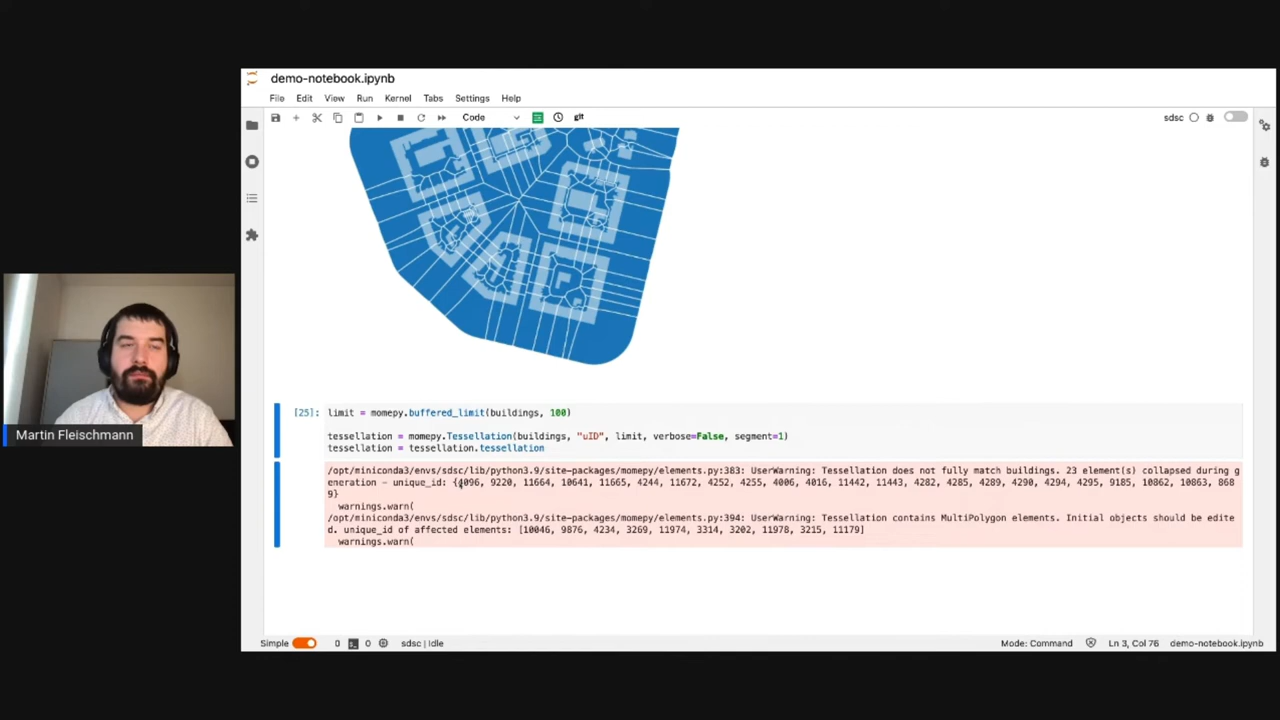 demo-notebook.ipynb
File Edit View Run Kernel Tabs Settings Help
Code git sdsc
[25]: limit = momepy.buffered_limit(buildings, 100)
tessellation = momepy.Tessellation(buildings, "uID", limit, verbose=False, segment=1)
tessellation = tessellation.tessellation
/opt/miniconda3/envs/sdsc/lib/python3.9/site-packages/momepy/elements.py:383: UserWarning: Tessellation does not fully match buildings. 23 element(s) collapsed during g
eneration - unique_id: {4096, 9220, 11664, 10641, 11665, 4244, 11672, 4252, 4255, 4006, 4016, 11442, 11443, 4282, 4285, 4289, 4290, 4294, 4295, 9185, 10862, 10863, 868
9}
warnings.warn(
/opt/miniconda3/envs/sdsc/lib/python3.9/site-packages/momepy/elements.py:394: UserWarning: Tessellation contains MultiPolygon elements. Initial objects should be edite
d. unique_id of affected elements: [10046, 9876, 4234, 3269, 11974, 3314, 3202, 11978, 3215, 11179]
warnings.warn(
Martin Fleischmann
Simple 0 0 sdsc | Idle Mode: Command Ln 3, Col 76 demo-notebook.ipynb